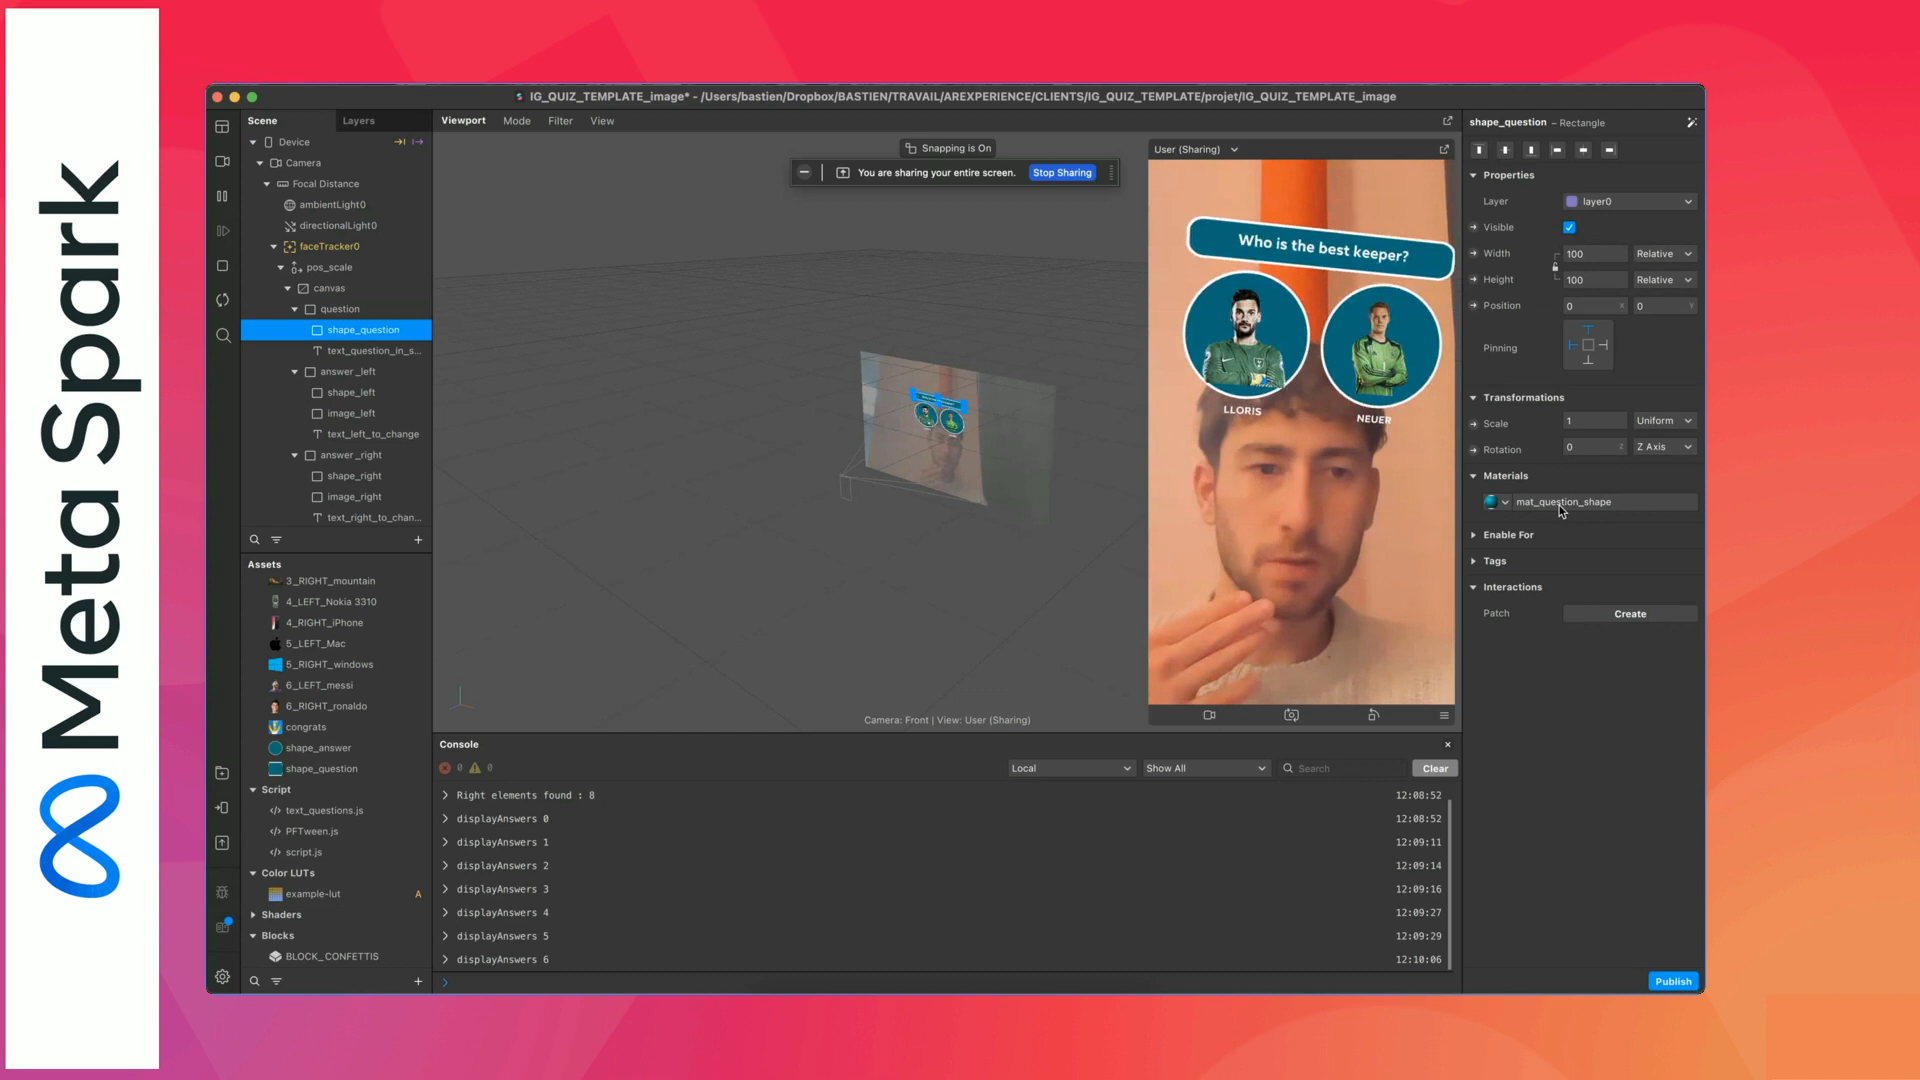 Meta Spark
IG_QUIZ_TEMPLATE_image* - /Users/bastien/Dropbox/BASTIEN/TRAVAIL/AREXPERIENCE/CLIENTS/IG_QUIZ_TEMPLATE/projet/IG_QUIZ_TEMPLATE_image
Scene
Layers
Device
Camera
Focal Distance
ambientLight0
directionalLight0
faceTracker0
pos_scale
canvas
question
shape_question
text_question_in_s...
answer_left
shape_left
image_left
text_left_to_change
answer_right
shape_right
image_right
text_right_to_chan...
Assets
3_RIGHT_mountain
4_LEFT_Nokia 3310
4_RIGHT_iPhone
5_LEFT_Mac
5_RIGHT_windows
6_LEFT_messi
6_RIGHT_ronaldo
congrats
shape_answer
shape_question
Script
text_questions.js
PFTween.js
script.js
Color LUTs
example-lut A
Shaders
Blocks
BLOCK_CONFETTIS
Viewport Mode Filter View
Snapping is On
You are sharing your entire screen. Stop Sharing
Camera: Front | View: User (Sharing)
User (Sharing)
Who is the best keeper?
LLORIS
NEUER
Console
0 0
Local
Show All
Search
Clear
Right elements found : 8 12:08:52
displayAnswers 0 12:08:52
displayAnswers 1 12:09:11
displayAnswers 2 12:09:14
displayAnswers 3 12:09:16
displayAnswers 4 12:09:27
displayAnswers 5 12:09:29
displayAnswers 6 12:10:06
shape_question – Rectangle
Properties
Layer layer0
Visible
Width 100 Relative
Height 100 Relative
Position 0 X 0 Y
Pinning
Transformations
Scale 1 Uniform
Rotation 0 Z Z Axis
Materials
mat_question_shape
Enable For
Tags
Interactions
Patch Create
Publish